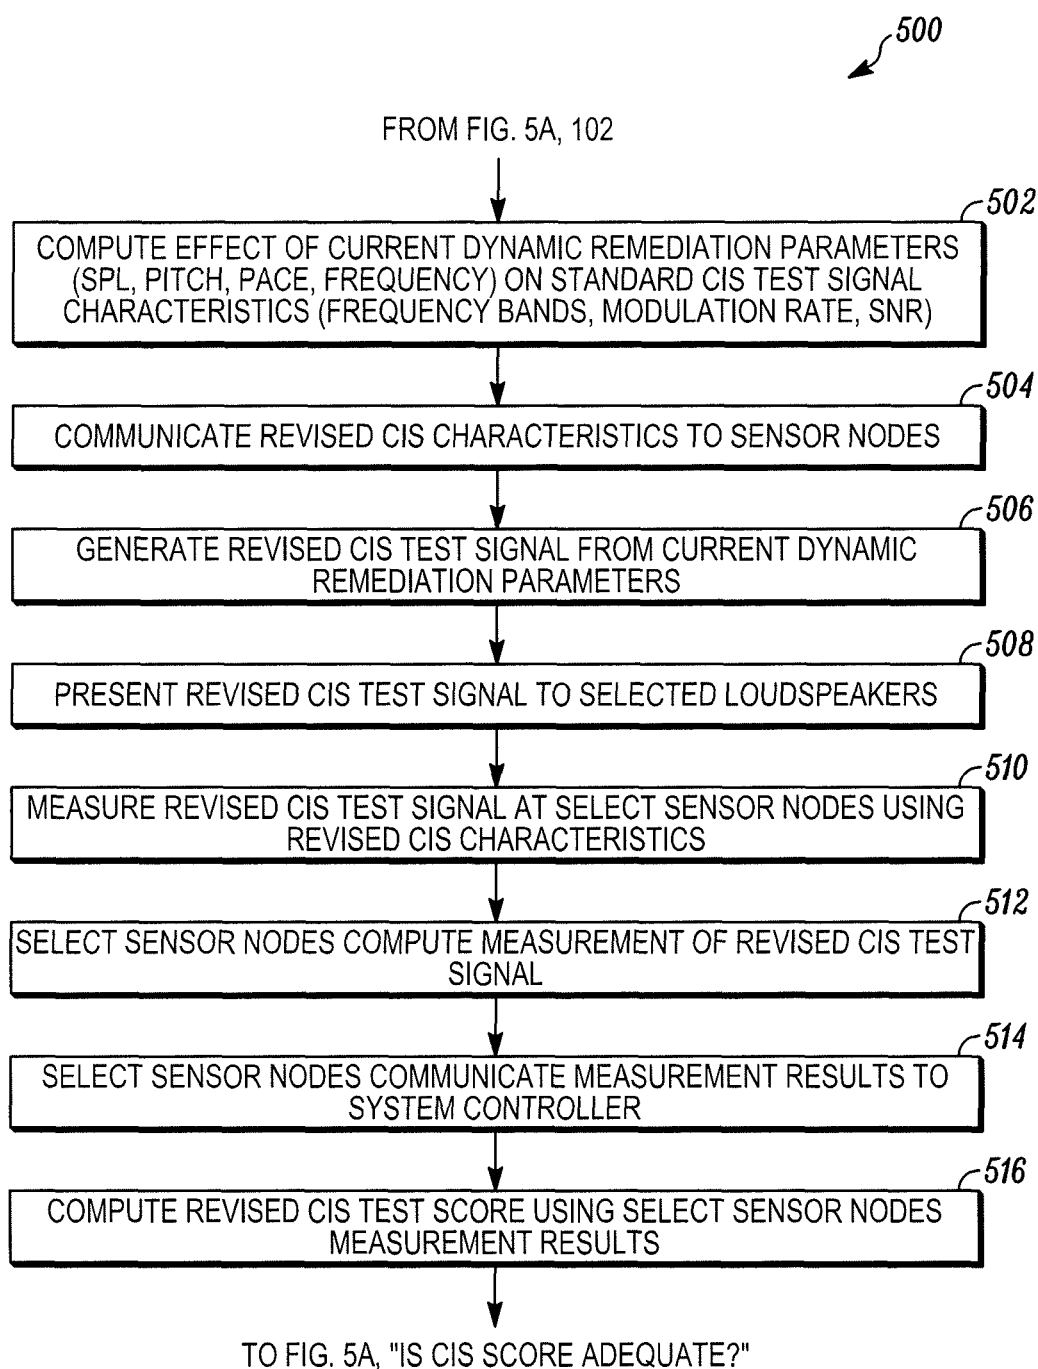 500
FROM FIG. 5A, 102
502
COMPUTE EFFECT OF CURRENT DYNAMIC REMEDIATION PARAMETERS
(SPL, PITCH, PACE, FREQUENCY) ON STANDARD CIS TEST SIGNAL
CHARACTERISTICS (FREQUENCY BANDS, MODULATION RATE, SNR)
504
COMMUNICATE REVISED CIS CHARACTERISTICS TO SENSOR NODES
506
GENERATE REVISED CIS TEST SIGNAL FROM CURRENT DYNAMIC
REMEDIATION PARAMETERS
508
PRESENT REVISED CIS TEST SIGNAL TO SELECTED LOUDSPEAKERS
510
MEASURE REVISED CIS TEST SIGNAL AT SELECT SENSOR NODES USING
REVISED CIS CHARACTERISTICS
512
SELECT SENSOR NODES COMPUTE MEASUREMENT OF REVISED CIS TEST
SIGNAL
514
SELECT SENSOR NODES COMMUNICATE MEASUREMENT RESULTS TO
SYSTEM CONTROLLER
516
COMPUTE REVISED CIS TEST SCORE USING SELECT SENSOR NODES
MEASUREMENT RESULTS
TO FIG. 5A, "IS CIS SCORE ADEQUATE?"